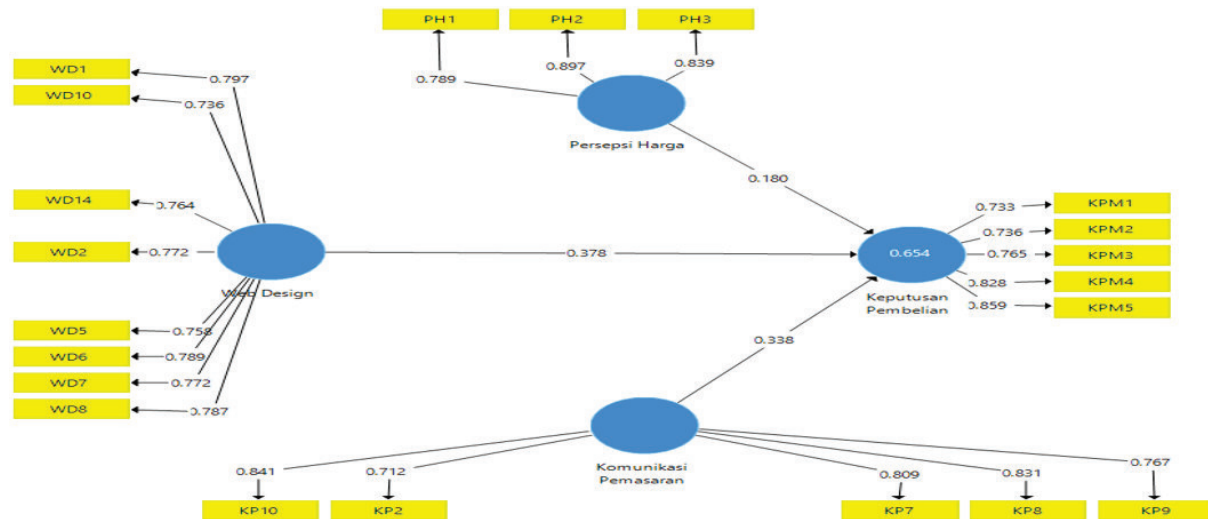 PH1
PH2
PH3
0.789
0.897
0.839
Persepsi Harga
WD1
WD10
WD14
WD2
WD5
WD6
WD7
WD8
0.797
0.736
0.764
0.772
0.758
0.789
0.772
0.787
Web Design
0.180
0.378
0.338
0.654
Keputusan
Pembelian
0.733
0.736
0.765
0.828
0.859
KPM1
KPM2
KPM3
KPM4
KPM5
Komunikasi
Pemasaran
0.841
0.712
0.809
0.831
0.767
KP10
KP2
KP7
KP8
KP9